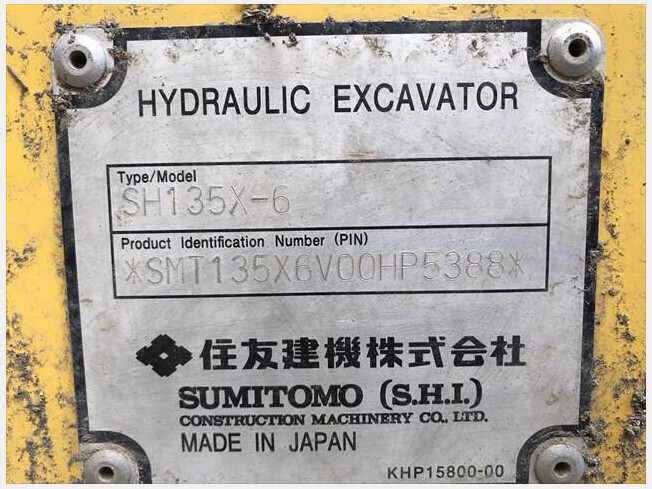 HYDRAULIC EXCAVATOR
Type/Model
SH135X-6
Product Identification Number (PIN)
*SMT135X6V00HP5388*
住友建機株式会社
SUMITOMO (S.H.I.)
CONSTRUCTION MACHINERY CO., LTD.
MADE IN JAPAN
KHP15800-00